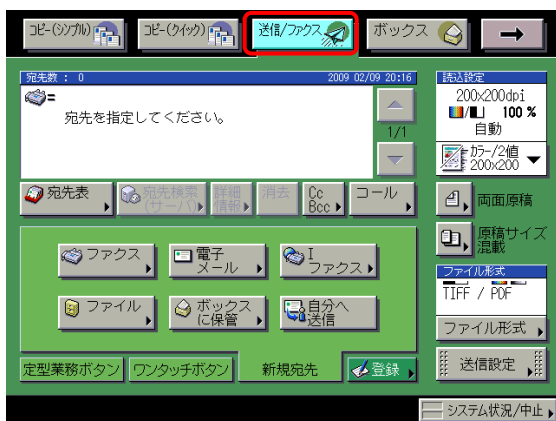 コピー(シンプル)
コピー(クイック)
送信/ファクス
ボックス
宛先数 : 0
2009 02/09 20:16
宛先を指定してください。
1/1
宛先表
宛先検索
(サーバ)
詳細
情報
消去
Cc
Bcc
コール
ファクス
電子
メール
I
ファクス
ファイル
ボックス
に保管
自分へ
送信
定型業務ボタン
ワンタッチボタン
新規宛先
登録
読込設定
200x200dpi
100 %
自動
カラー/2値
200x200
両面原稿
原稿サイズ
混載
ファイル形式
TIFF / PDF
ファイル形式
送信設定
システム状況/中止